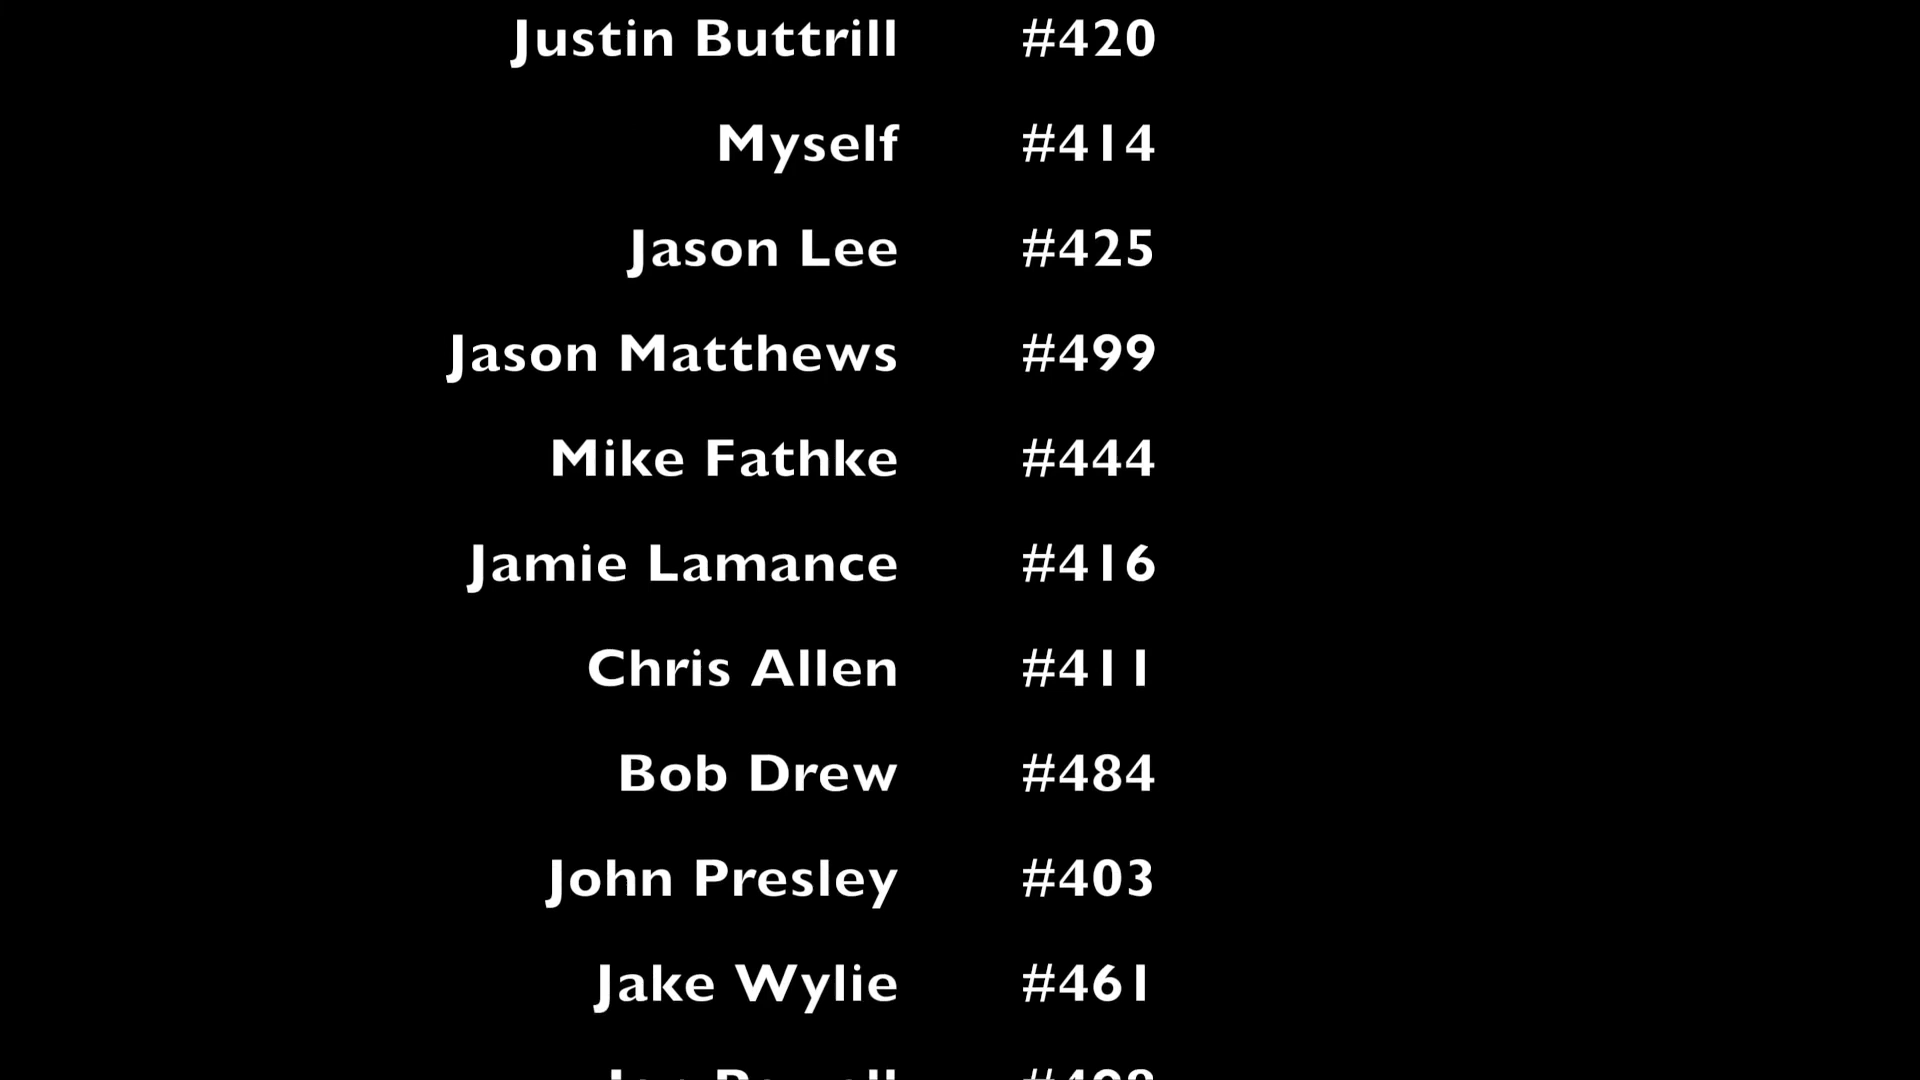 Justin Buttrill #420
Myself #414
Jason Lee #425
Jason Matthews #499
Mike Fathke #444
Jamie Lamance #416
Chris Allen #411
Bob Drew #484
John Presley #403
Jake Wylie #461